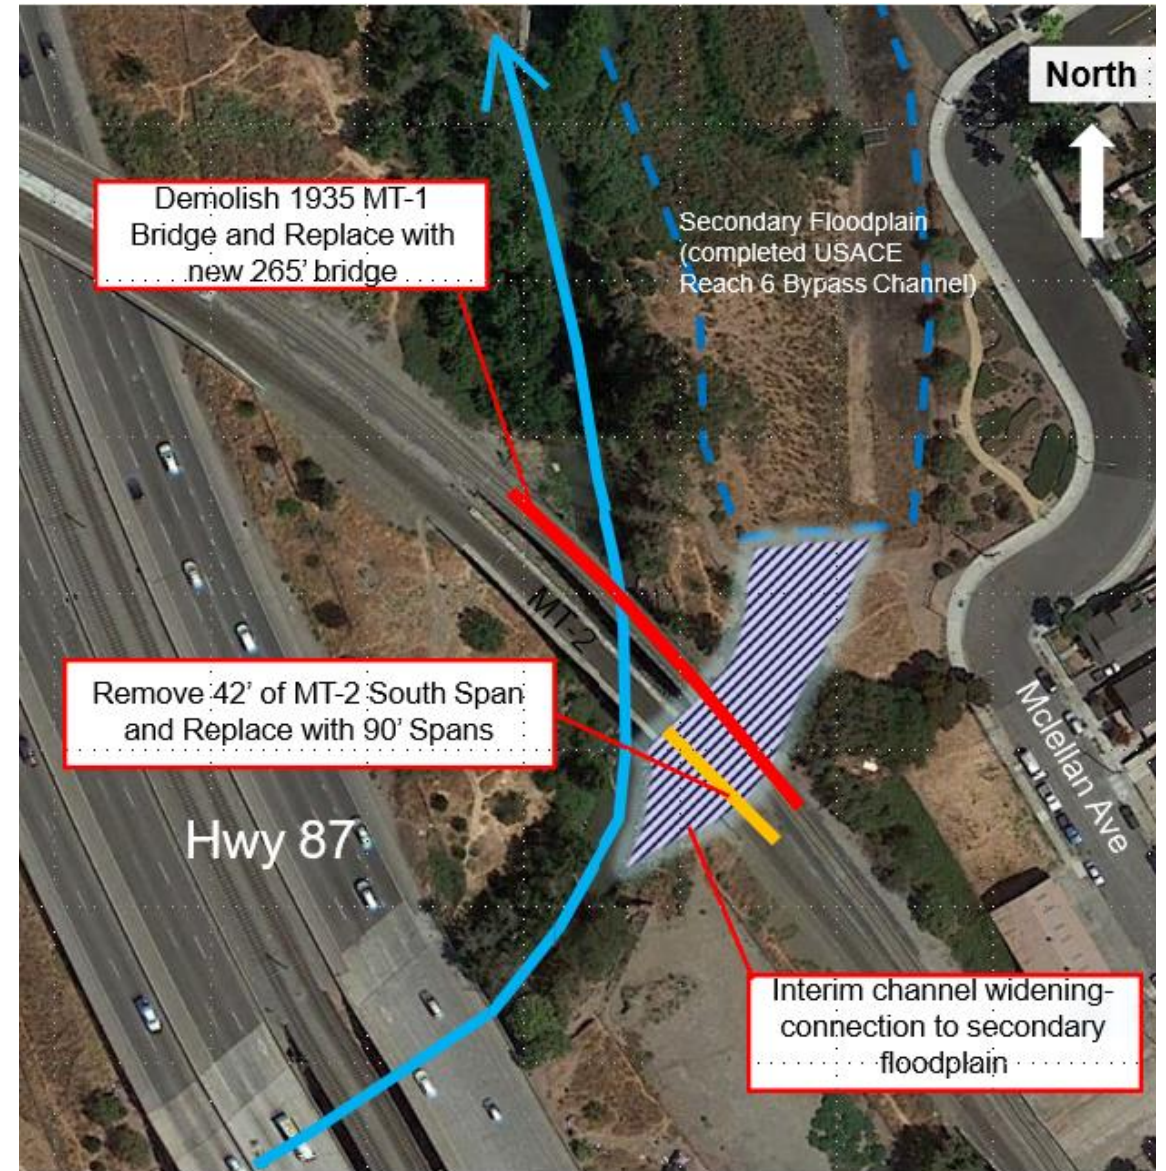 North
Demolish 1935 MT-1
Bridge and Replace with
new 265’ bridge
Secondary Floodplain
(completed USACE
Reach 6 Bypass Channel)
MT-2
Remove 42’ of MT-2 South Span
and Replace with 90’ Spans
Mclellan Ave
Hwy 87
Interim channel widening-
connection to secondary
floodplain